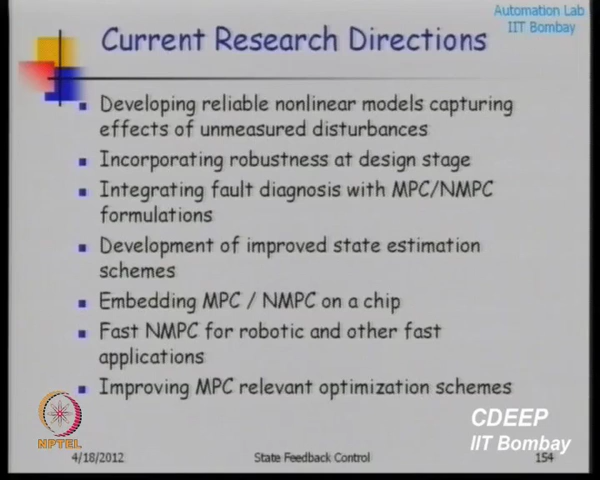 Automation Lab
IIT Bombay
Current Research Directions
Developing reliable nonlinear models capturing
effects of unmeasured disturbances
Incorporating robustness at design stage
Integrating fault diagnosis with MPC/NMPC
formulations
Development of improved state estimation
schemes
Embedding MPC / NMPC on a chip
Fast NMPC for robotic and other fast
applications
Improving MPC relevant optimization schemes
NPTEL
CDEEP
IIT Bombay
4/18/2012
State Feedback Control
154